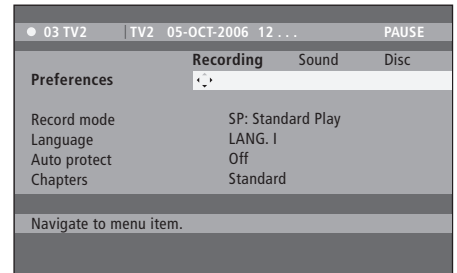 03 TV2 TV2 05-OCT-2006 12 . . . PAUSE
Recording Sound Disc
Preferences
Record mode SP: Standard Play
Language LANG. I
Auto protect Off
Chapters Standard
Navigate to menu item.